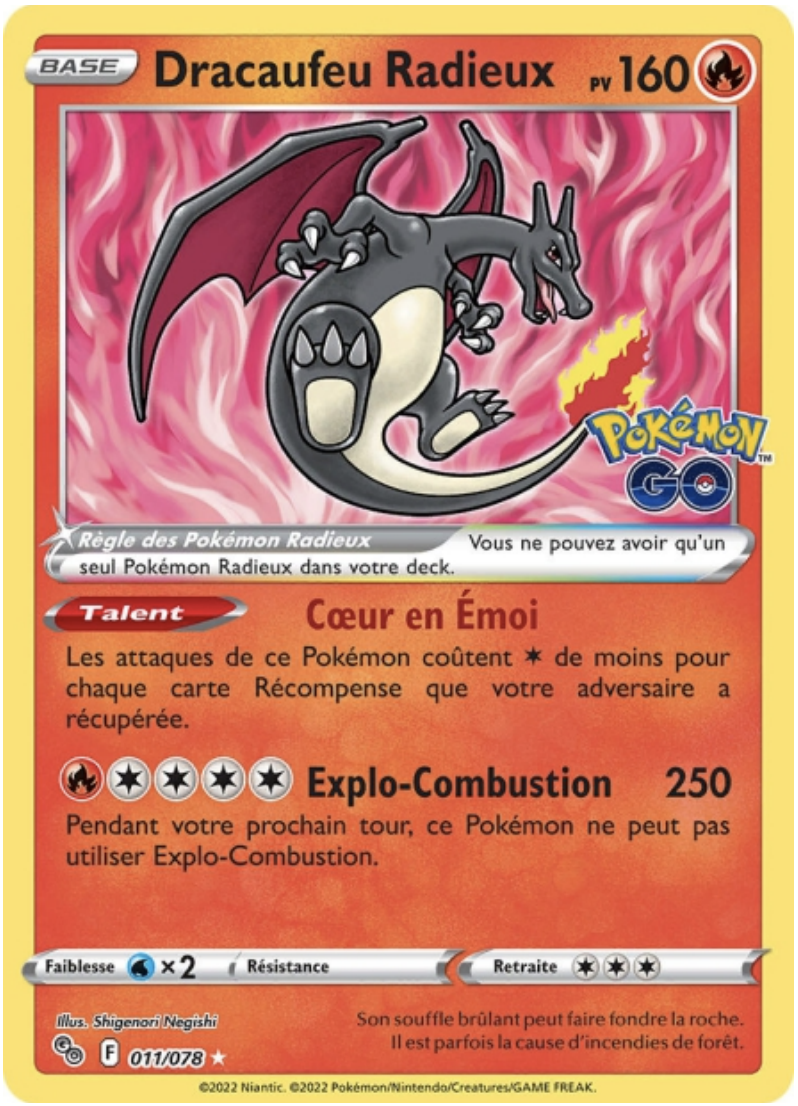 BASE Dracaufeu Radieux PV 160
POKÉMON™
GO
Règle des Pokémon Radieux Vous ne pouvez avoir qu'un
seul Pokémon Radieux dans votre deck.
Talent Cœur en Émoi
Les attaques de ce Pokémon coûtent de moins pour
chaque carte Récompense que votre adversaire a
récupérée.
Explo-Combustion 250
Pendant votre prochain tour, ce Pokémon ne peut pas
utiliser Explo-Combustion.
Faiblesse ×2 Résistance Retraite
Illus. Shigenori Negishi
Son souffle brûlant peut faire fondre la roche.
Il est parfois la cause d'incendies de forêt.
GO F 011/078 ★
©2022 Niantic. ©2022 Pokémon/Nintendo/Creatures/GAME FREAK.